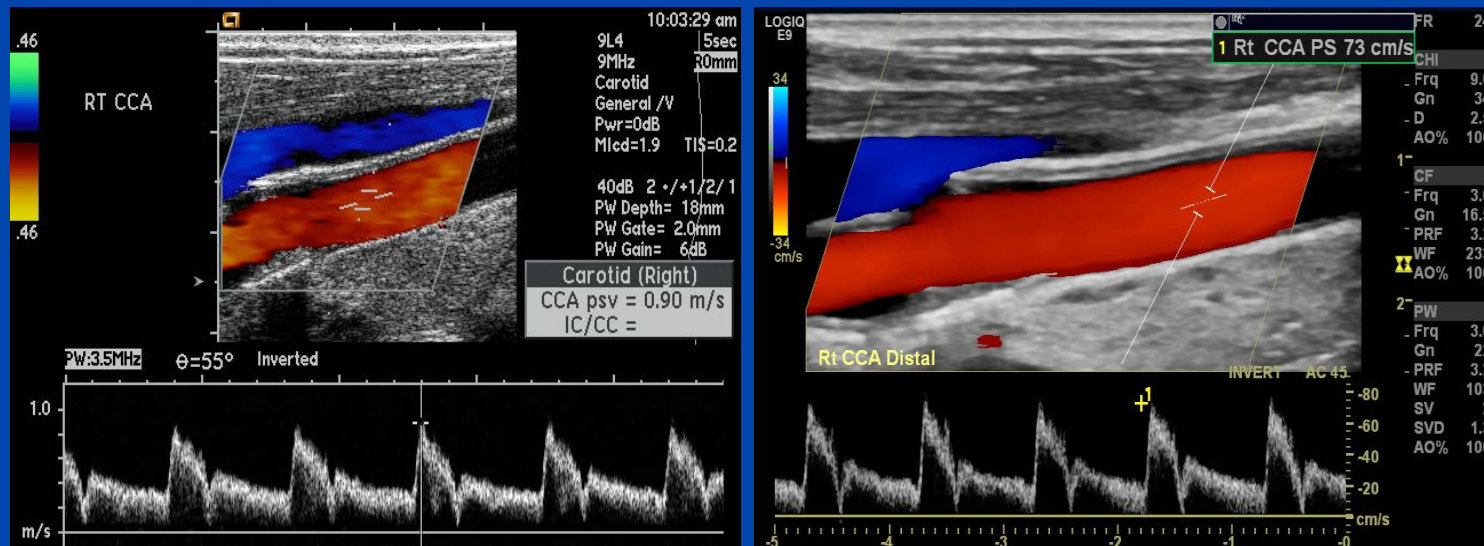 10:03:29 am
.46
9L4 5sec
9MHz R0mm
RT CCA
Carotid
General /V
Pwr=0dB
MIcd=1.9 TIS=0.2
40dB 2 •/+1/2/1
PW Depth= 18mm
PW Gate= 2.0mm
.46
PW Gain= 6dB
Carotid (Right)
CCA psv = 0.90 m/s
IC/CC =
PW:3.5MHz θ=55° Inverted
1.0
m/s
LOGIQ
E9
1 Rt CCA PS 73 cm/s
34
-34
cm/s
FR
CHI
Frq
Gn
D
AO%
1
CF
Frq
Gn
PRF
WF
AO%
2
PW
Frq
Gn
PRF
WF
SV
SVD
AO%
Rt CCA Distal
INVERT AC 45
1
-80
-60
-40
-20
cm/s
-5 -4 -3 -2 -1 -0